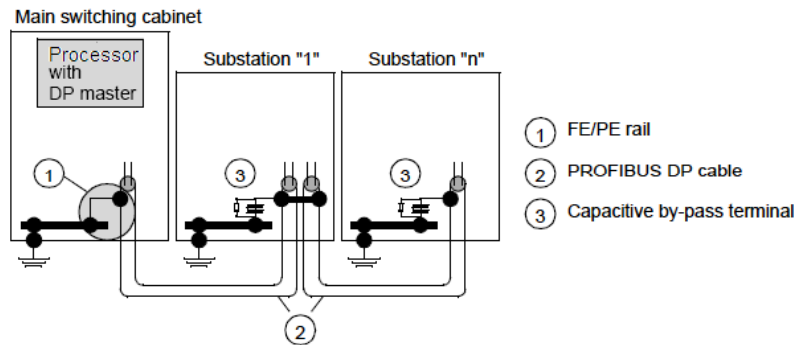 Main switching cabinet
Processor
with
DP master
Substation "1"
Substation "n"
1
3
3
2
1 FE/PE rail
2 PROFIBUS DP cable
3 Capacitive by-pass terminal